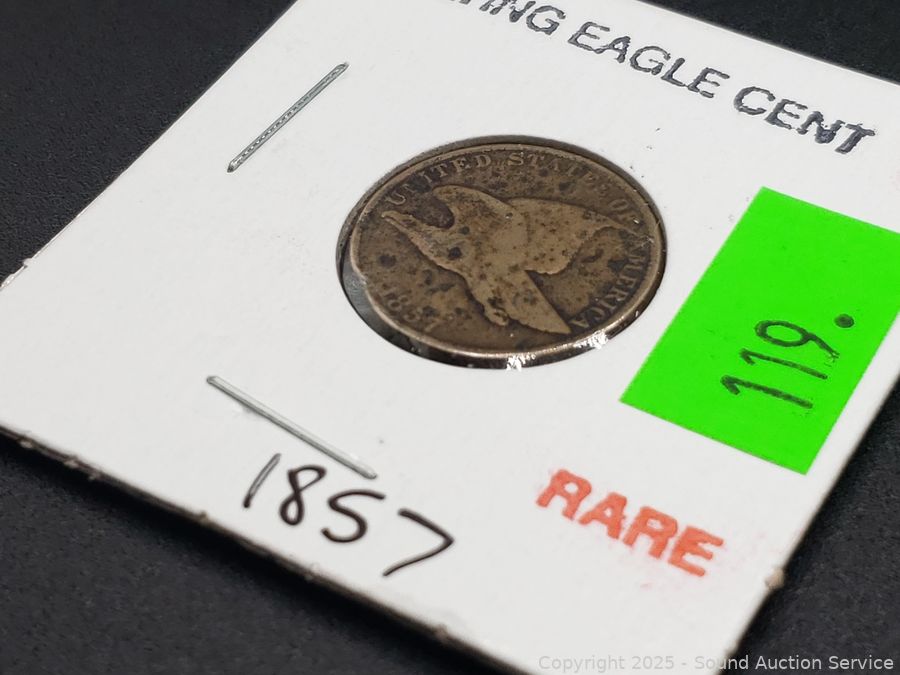 EAGLE CENT
UNITED STATES OF AMERICA
1857
119.
1857
RARE
Copyright 2025 - Sound Auction Service